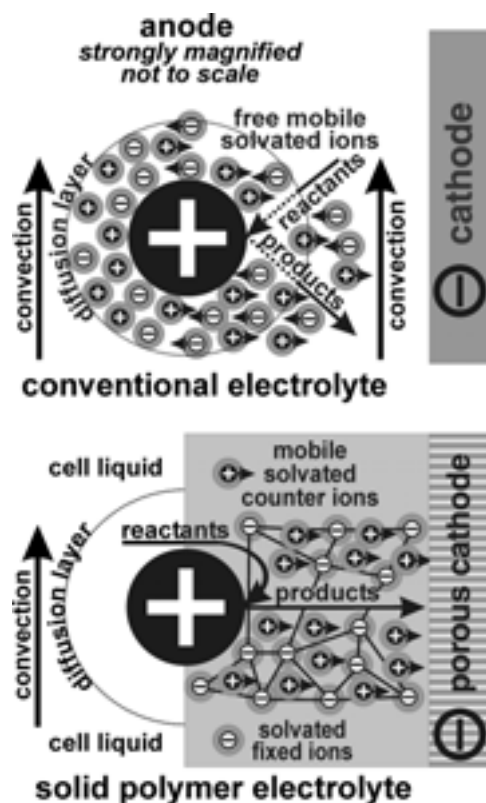 anode
strongly magnified
not to scale
free mobile
solvated ions
diffusion layer
reactants
products
convection
convection
cathode
conventional electrolyte
cell liquid
mobile
solvated
counter ions
reactants
diffusion layer
products
convection
porous cathode
cell liquid
solvated
fixed ions
solid polymer electrolyte